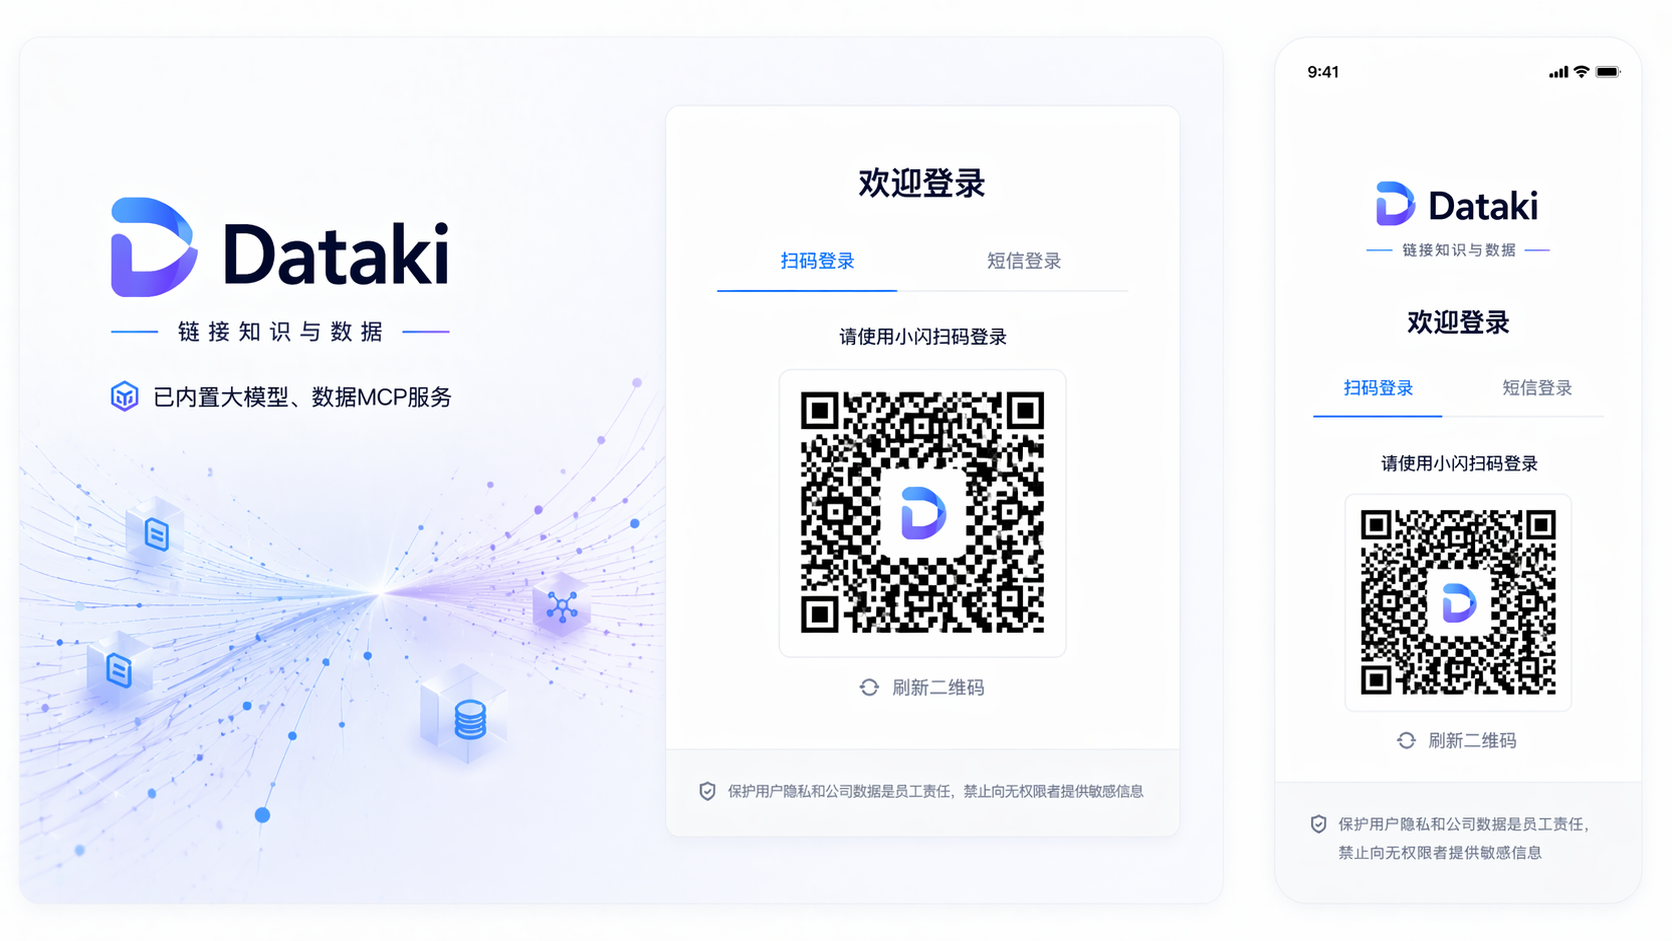 Dataki
链接知识与数据
已内置大模型、数据MCP服务
欢迎登录
扫码登录
短信登录
请使用小闪扫码登录
刷新二维码
保护用户隐私和公司数据是员工责任，禁止向无权限者提供敏感信息
9:41
Dataki
链接知识与数据
欢迎登录
扫码登录
短信登录
请使用小闪扫码登录
刷新二维码
保护用户隐私和公司数据是员工责任，
禁止向无权限者提供敏感信息